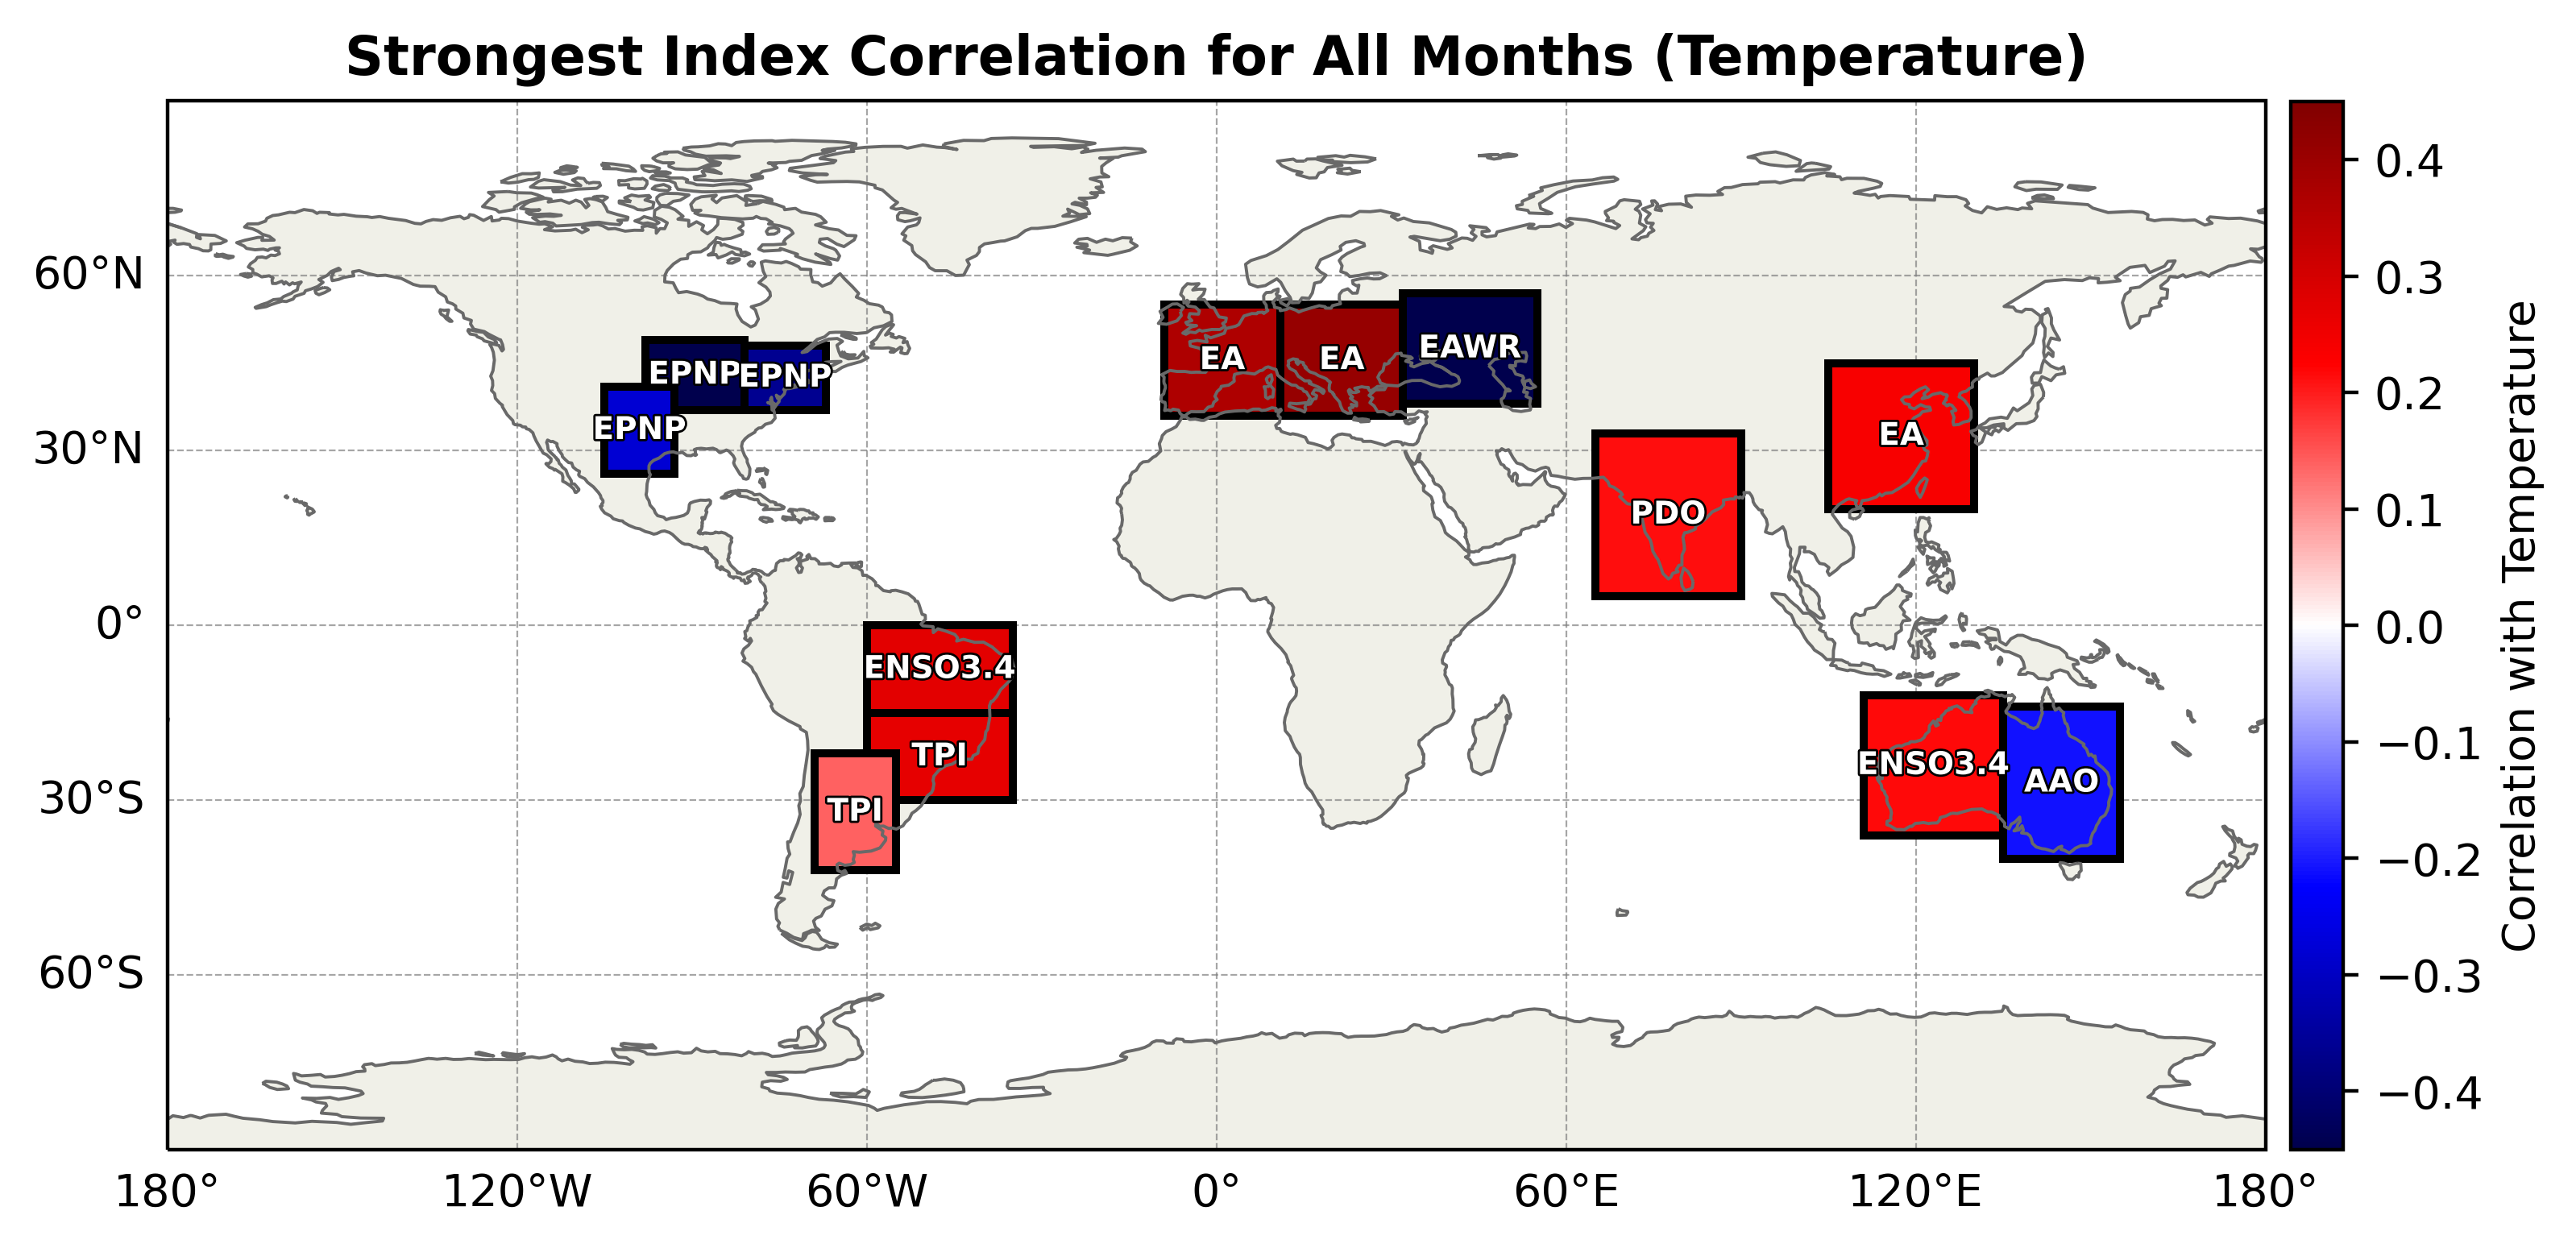 Strongest Index Correlation for All Months (Temperature)
60°N
30°N
0°
30°S
60°S
180°
120°W
60°W
0°
60°E
120°E
180°
EPNP
EPNP
EPNP
EA
EA
EAWR
EA
PDO
ENSO3.4
TPI
TPI
ENSO3.4
AAO
0.4
0.3
0.2
0.1
0.0
−0.1
−0.2
−0.3
−0.4
Correlation with Temperature